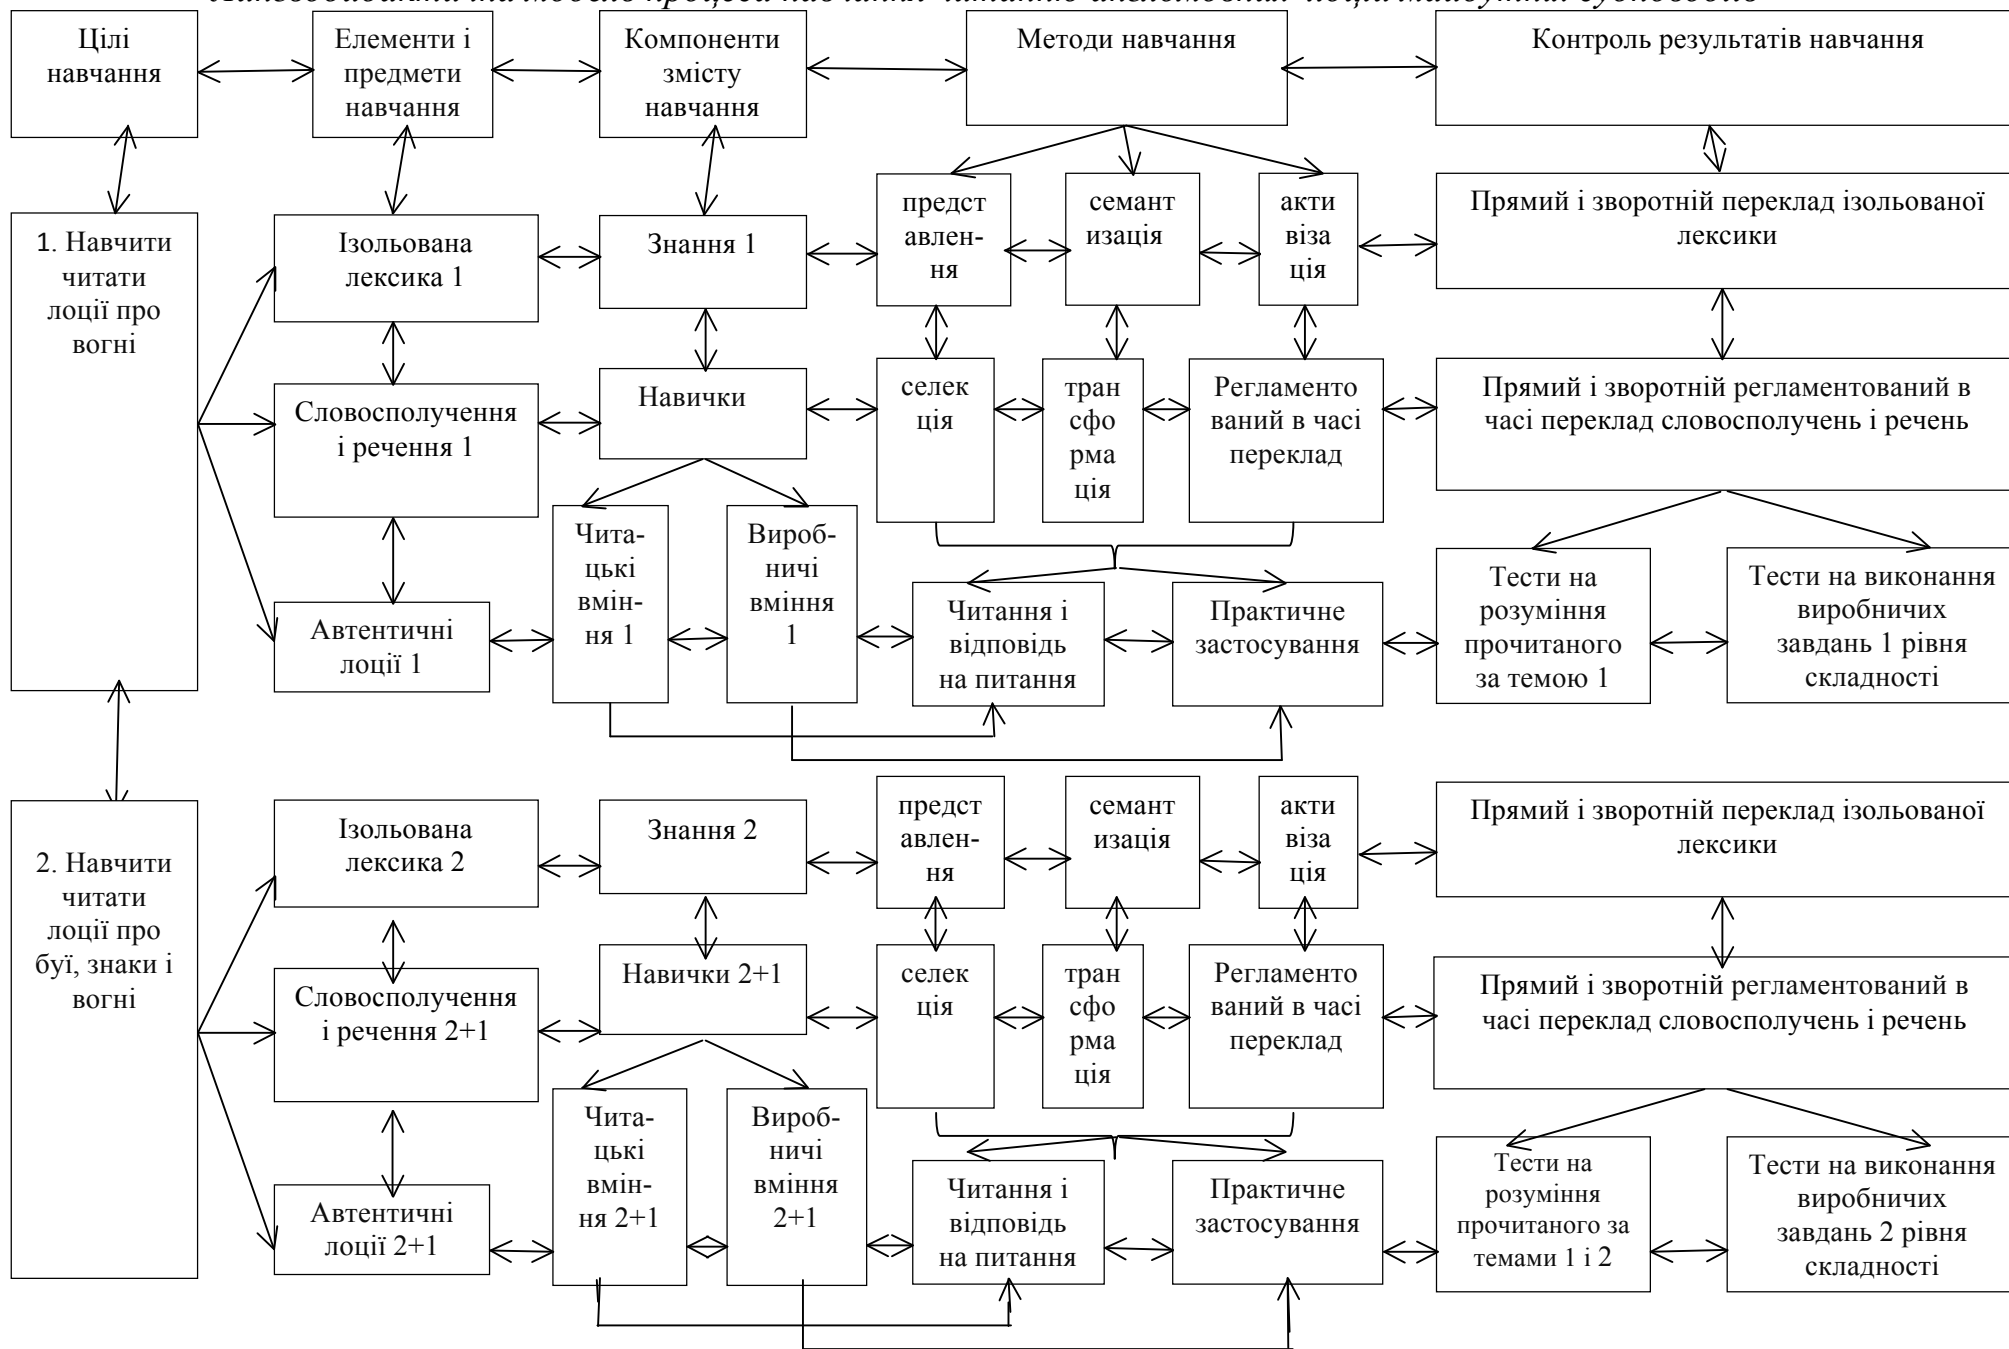 Цілі
навчання
Елементи і
предмети
навчання
Компоненти
змісту
навчання
Методи навчання
Контроль результатів навчання
1. Навчити
читати
лоції про
вогні
Ізольована
лексика 1
Знання 1
предст
авлен-
ня
семант
изація
акти
віза
ція
Прямий і зворотній переклад ізольованої
лексики
Словосполучення
і речення 1
Навички
селек
ція
тран
сфо
рма
ція
Регламенто
ваний в часі
переклад
Прямий і зворотній регламентований в
часі переклад словосполучень і речень
Автентичні
лоції 1
Чита-
цькі
вмін-
ня 1
Вироб-
ничі
вміння
1
Читання і
відповідь
на питання
Практичне
застосування
Тести на
розуміння
прочитаного
за темою 1
Тести на виконання
виробничих
завдань 1 рівня
складності
2. Навчити
читати
лоції про
буї, знаки і
вогні
Ізольована
лексика 2
Знання 2
предст
авлен-
ня
семант
изація
акти
віза
ція
Прямий і зворотній переклад ізольованої
лексики
Словосполучення
і речення 2+1
Навички 2+1
селек
ція
тран
сфо
рма
ція
Регламенто
ваний в часі
переклад
Прямий і зворотній регламентований в
часі переклад словосполучень і речень
Автентичні
лоції 2+1
Чита-
цькі
вмін-
ня 2+1
Вироб-
ничі
вміння
2+1
Читання і
відповідь
на питання
Практичне
застосування
Тести на
розуміння
прочитаного за
темами 1 і 2
Тести на виконання
виробничих
завдань 2 рівня
складності